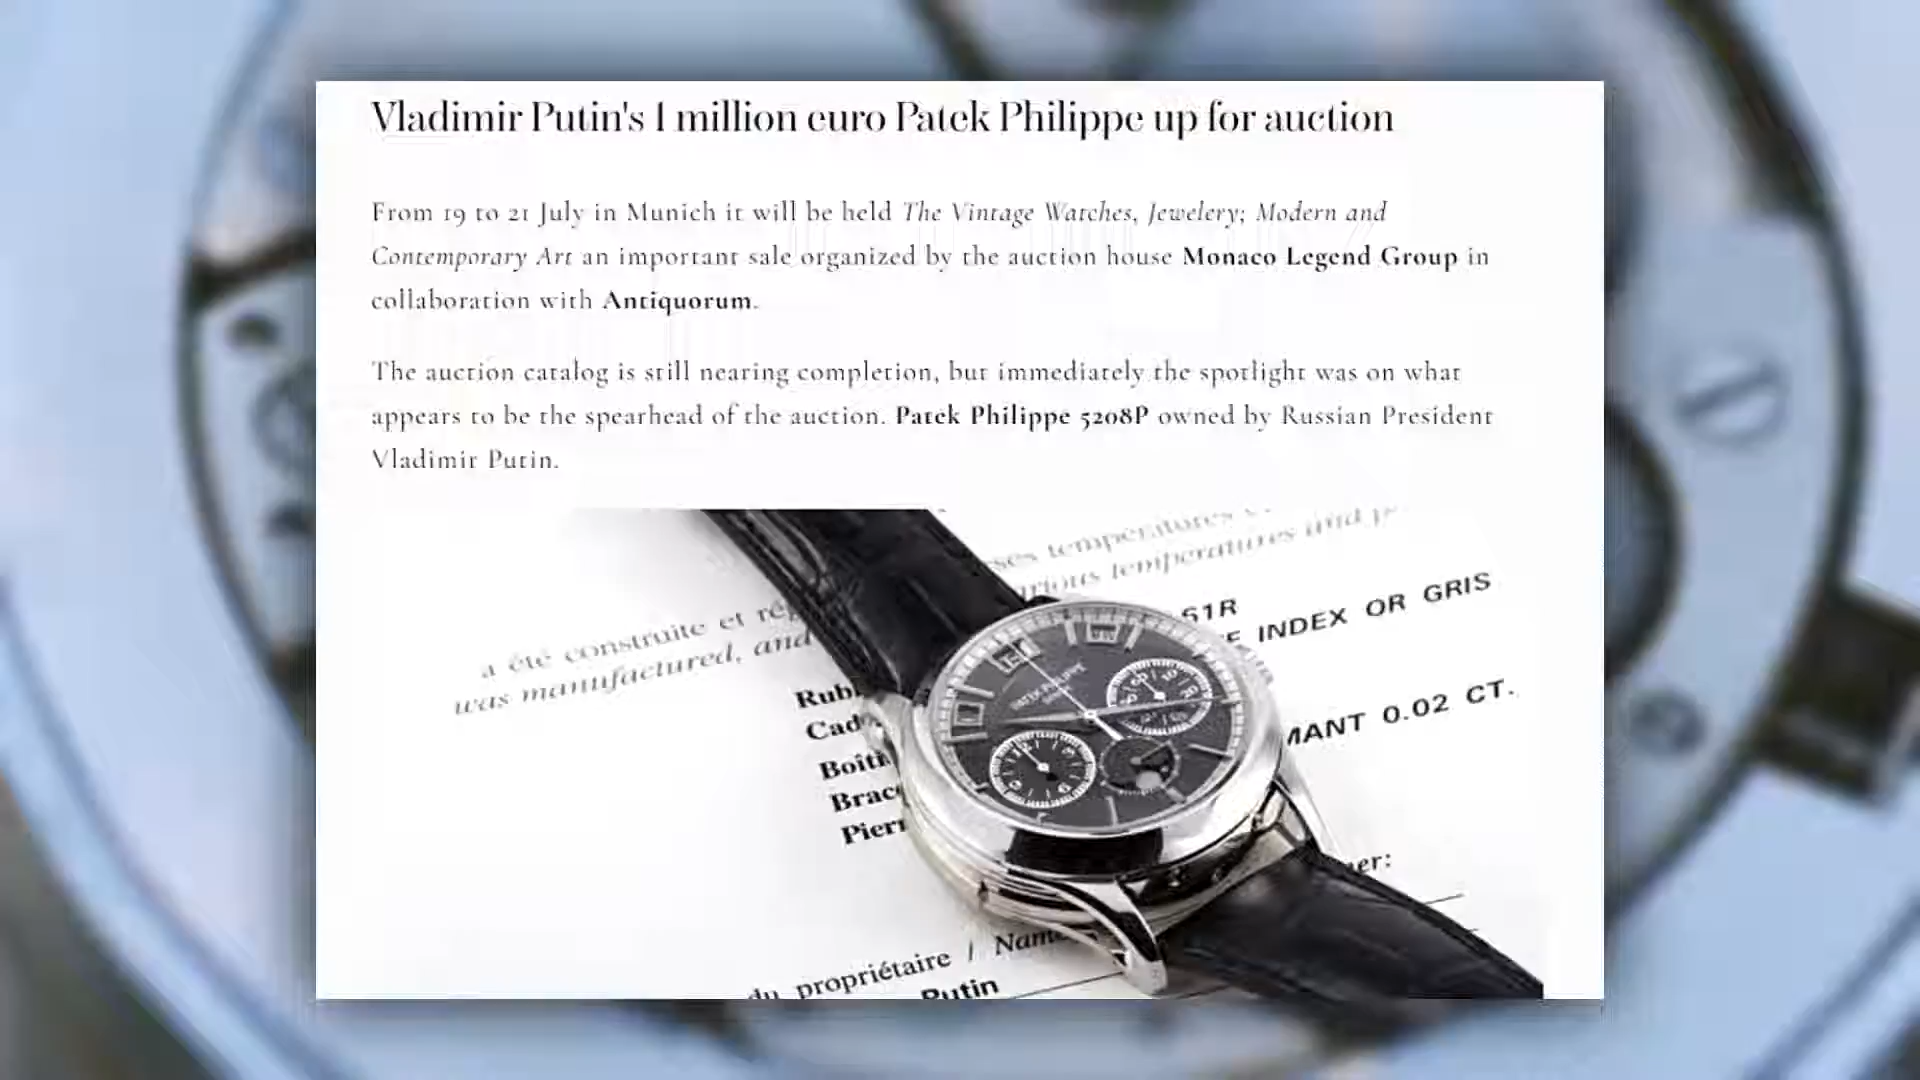 Vladimir Putin's 1 million euro Patek Philippe up for auction
From 19 to 21 July in Munich it will be held The Vintage Watches, Jewelery; Modern and
Contemporary Art an important sale organized by the auction house Monaco Legend Group in
collaboration with Antiquorum.
The auction catalog is still nearing completion, but immediately the spotlight was on what
appears to be the spearhead of the auction. Patek Philippe 5208P owned by Russian President
Vladimir Putin.
temperatures and
a été construite et
was manufactured, and
51R
INDEX OR GRIS
MANT 0.02 CT.
PATEK PHILIPPE
du propriétaire / Name
Putin